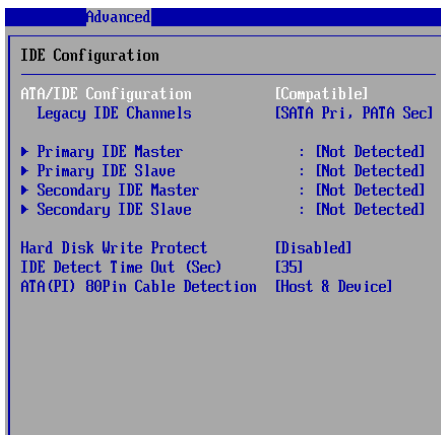 Advanced
IDE Configuration
ATA/IDE Configuration [Compatible]
Legacy IDE Channels [SATA Pri, PATA Sec]
▶ Primary IDE Master : [Not Detected]
▶ Primary IDE Slave : [Not Detected]
▶ Secondary IDE Master : [Not Detected]
▶ Secondary IDE Slave : [Not Detected]
Hard Disk Write Protect [Disabled]
IDE Detect Time Out (Sec) [35]
ATA(PI) 80Pin Cable Detection [Host & Device]